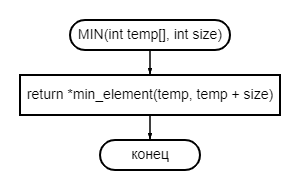 MIN(int temp[], int size)
return *min_element(temp, temp + size)
конец